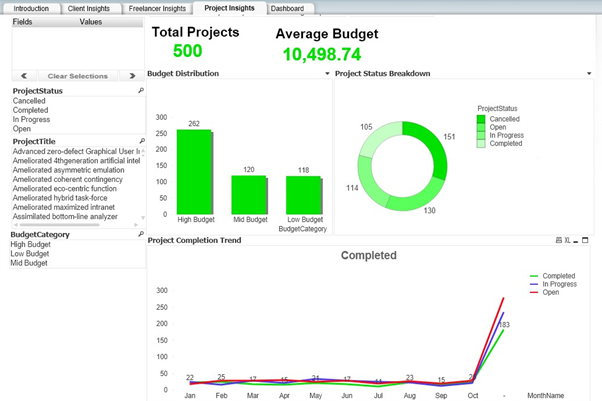 Introduction Client Insights Freelancer Insights Project Insights Dashboard
Fields Values
Clear Selections
ProjectStatus
Cancelled
Completed
In Progress
Open
ProjectTitle
Advanced zero-defect Graphical User In
Ameliorated 4thgeneration artificial intel
Ameliorated asymmetric emulation
Ameliorated coherent contingency
Ameliorated eco-centric function
Ameliorated hybrid task-force
Ameliorated maximized intranet
Assimilated bottom-line analyzer
BudgetCategory
High Budget
Low Budget
Mid Budget
Total Projects
500
Average Budget
10,498.74
Budget Distribution
300
250
200
150
100
50
0
262
120
118
High Budget Mid Budget Low Budget
BudgetCategory
Project Status Breakdown
105
151
114
130
ProjectStatus
Cancelled
Open
In Progress
Completed
Project Completion Trend
XL
Completed
300
250
200
150
100
50
0
22 25 17 15 17 23 15
183
Jan Feb Mar Apr May Jun Jul Aug Sep Oct - MonthName
Completed
In Progress
Open